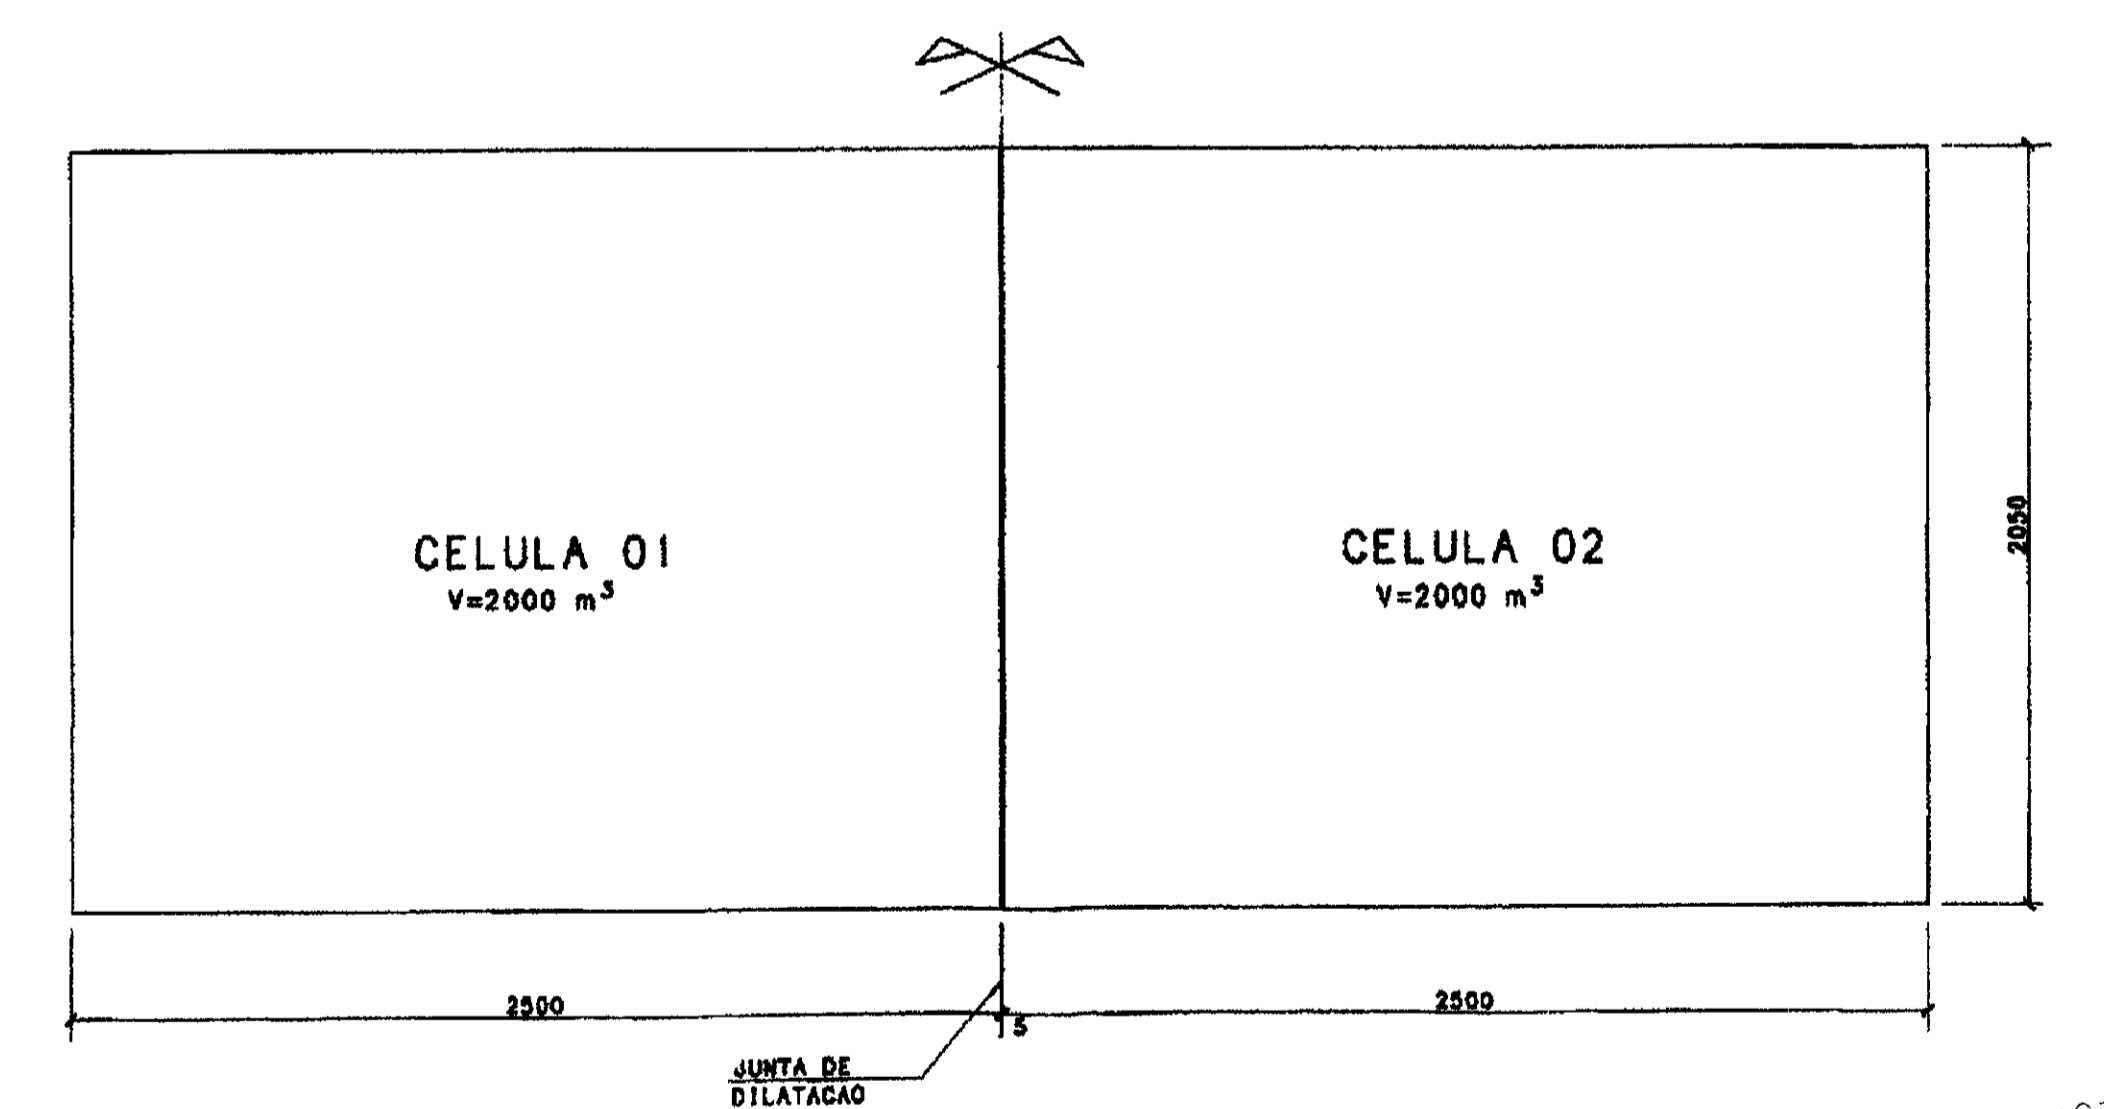 CELULA 01
V=2000 m³
CELULA 02
V=2000 m³
2050
2500
5
2500
JUNTA DE
DILATACAO